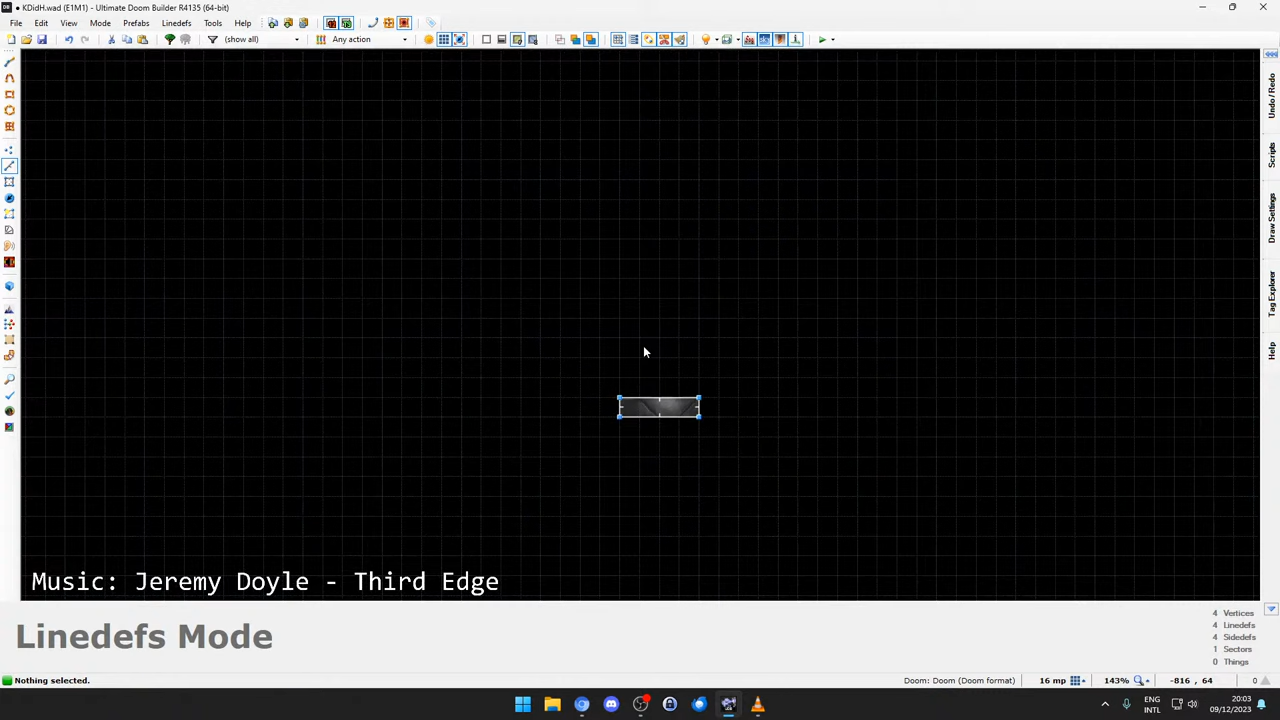 ● KDidH.wad (E1M1) - Ultimate Doom Builder R4135 (64-bit)
File Edit View Mode Prefabs Linedefs Tools Help
(show all) Any action
Undo / Redo
Scripts
Draw Settings
Tag Explorer
Help
Music: Jeremy Doyle - Third Edge
Linedefs Mode
4 Vertices
4 Linedefs
4 Sidedefs
1 Sectors
0 Things
Nothing selected.
Doom: Doom (Doom format) 16 mp 143% -816 , 64 0
ENG
INTL
20:03
09/12/2023